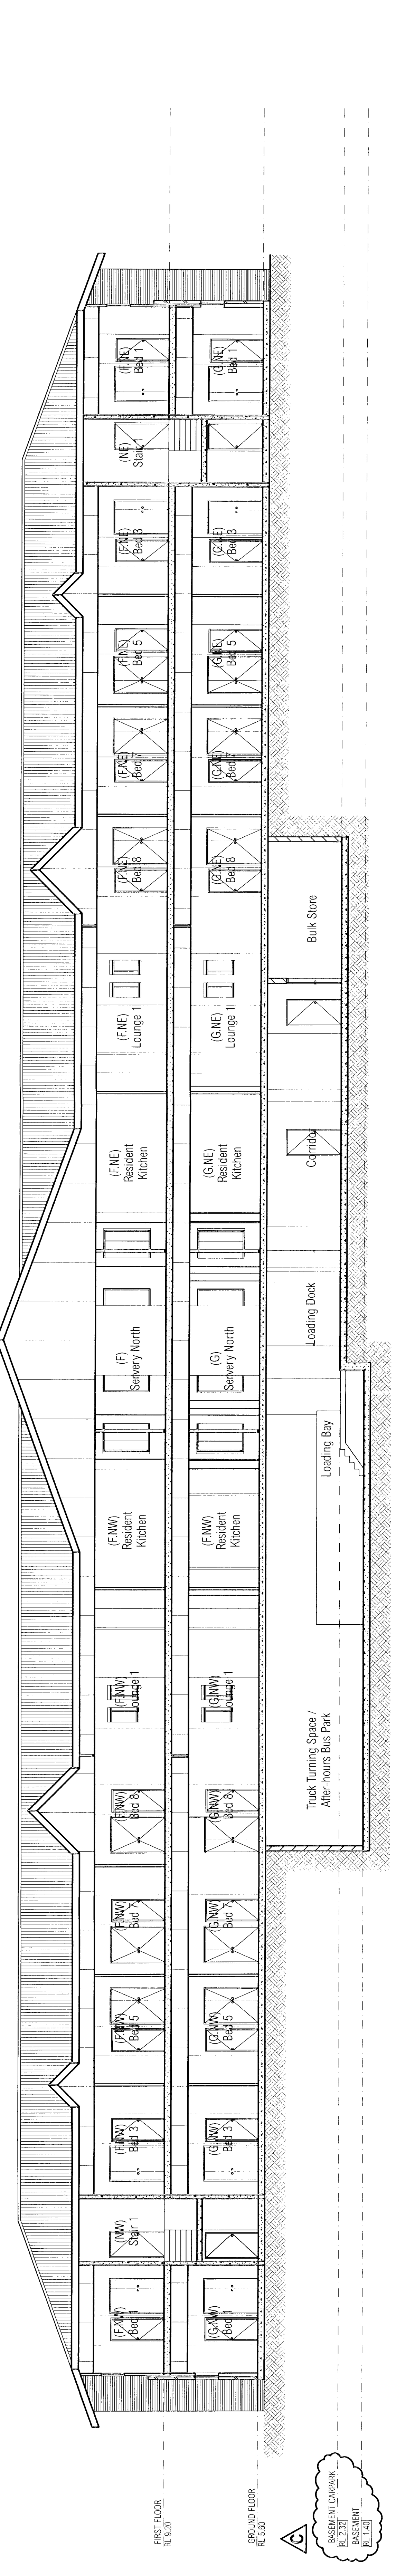 FIRST FLOOR
RL 9.20
GROUND FLOOR
RL 5.60
C
BASEMENT CARPARK
RL 2.32
BASEMENT
RL 1.40
(F.NW)
Bed 1
(NW)
Stair 1
(F.NW)
Bed 3
(F.NW)
Bed 5
(F.NW)
Bed 7
(F.NW)
Bed 8
(F.NW)
Lounge 1
(F.NW)
Resident
Kitchen
(F)
Servery North
(F.NE)
Resident
Kitchen
(F.NE)
Lounge 1
(F.NE)
Bed 8
(F.NE)
Bed 7
(F.NE)
Bed 5
(F.NE)
Bed 3
(NE)
Stair 1
(F.NE)
Bed 1
(G.NW)
Bed 1
(G.NW)
Bed 3
(G.NW)
Bed 5
(G.NW)
Bed 7
(G.NW)
Bed 8
(G.NW)
Lounge 1
(F.NW)
Resident
Kitchen
(G)
Servery North
(G.NE)
Resident
Kitchen
(G.NE)
Lounge 1
(G.NE)
Bed 8
(G.NE)
Bed 7
(G.NE)
Bed 5
(G.NE)
Bed 3
(G.NE)
Bed 1
Truck Turning Space /
After-hours Bus Park
Loading Bay
Loading Dock
Corridor
Bulk Store